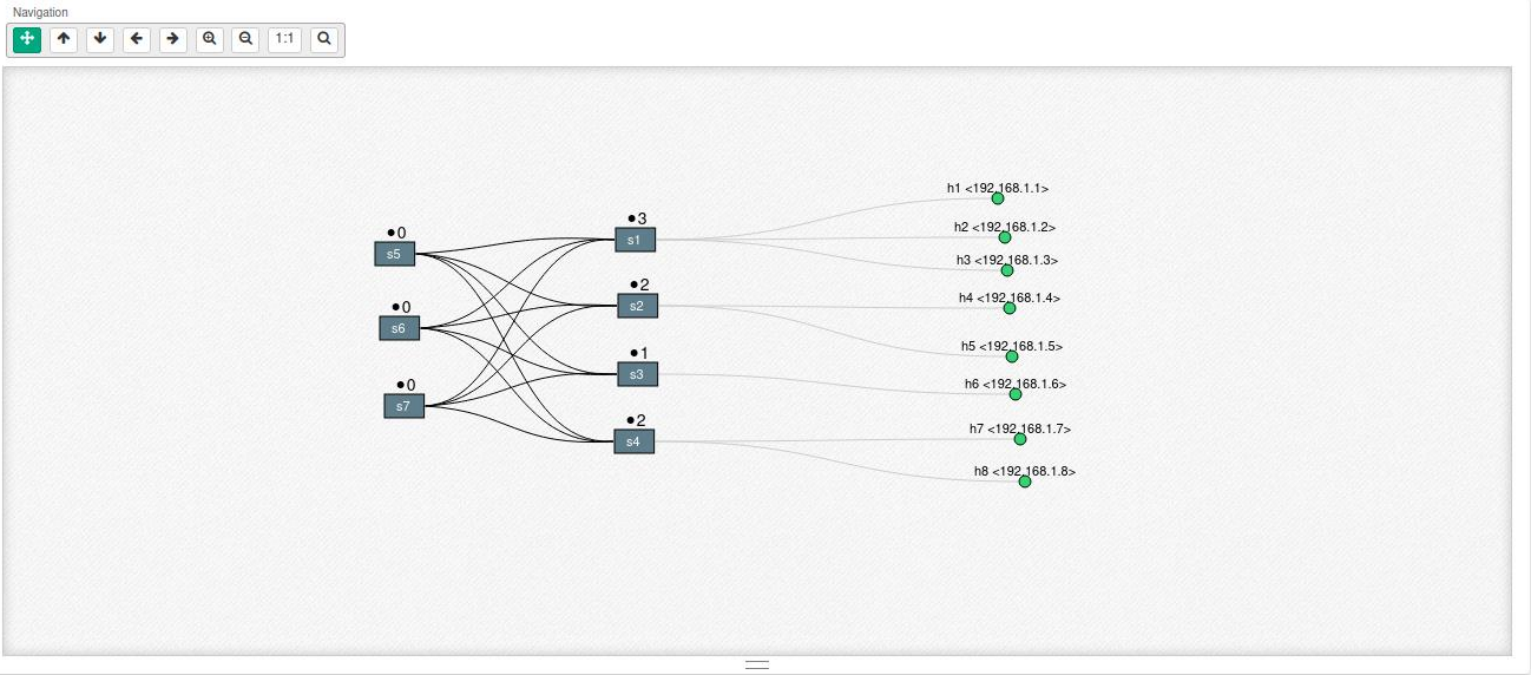 Navigation
1:1
h1 <192.168.1.1>
●3
h2 <192.168.1.2>
●0
s1
s5
h3 <192.168.1.3>
●2
h4 <192.168.1.4>
●0
s2
s6
h5 <192.168.1.5>
●1
s3
h6 <192.168.1.6>
●0
s7
●2
h7 <192.168.1.7>
s4
h8 <192.168.1.8>